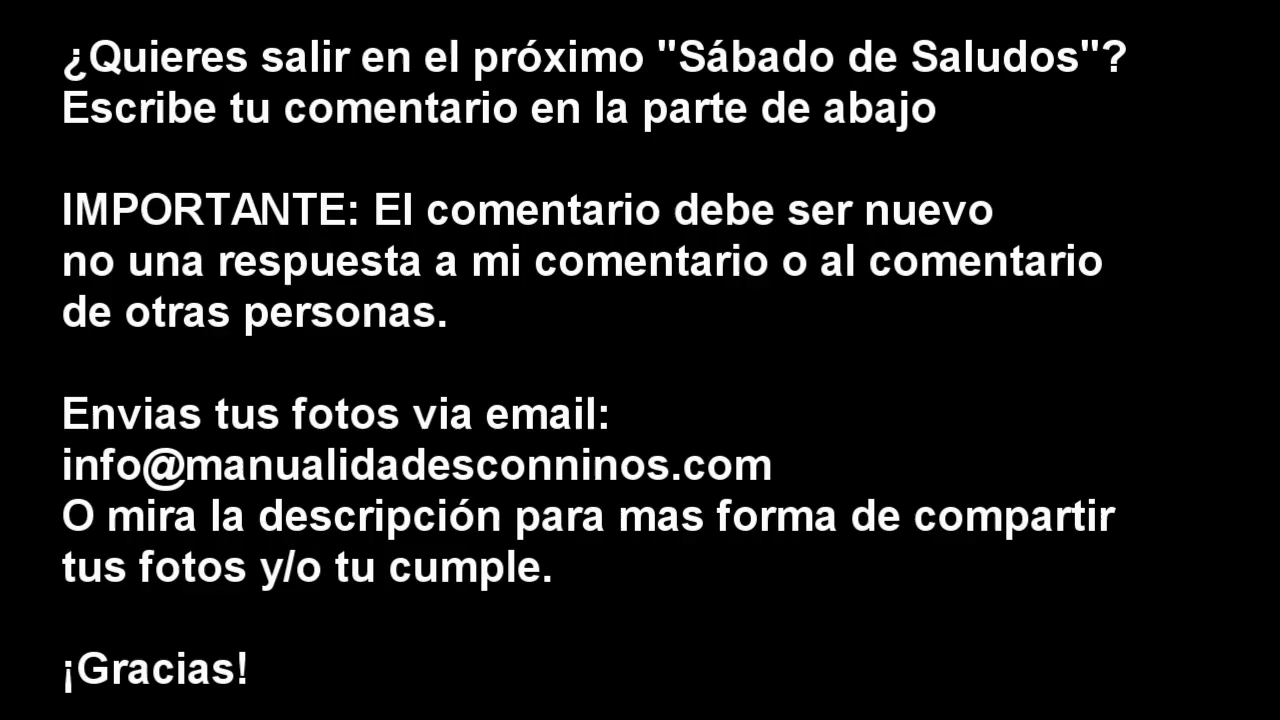 ¿Quieres salir en el próximo "Sábado de Saludos"?
Escribe tu comentario en la parte de abajo
IMPORTANTE: El comentario debe ser nuevo
no una respuesta a mi comentario o al comentario
de otras personas.
Envias tus fotos via email:
info@manualidadesconninos.com
O mira la descripción para mas forma de compartir
tus fotos y/o tu cumple.
¡Gracias!